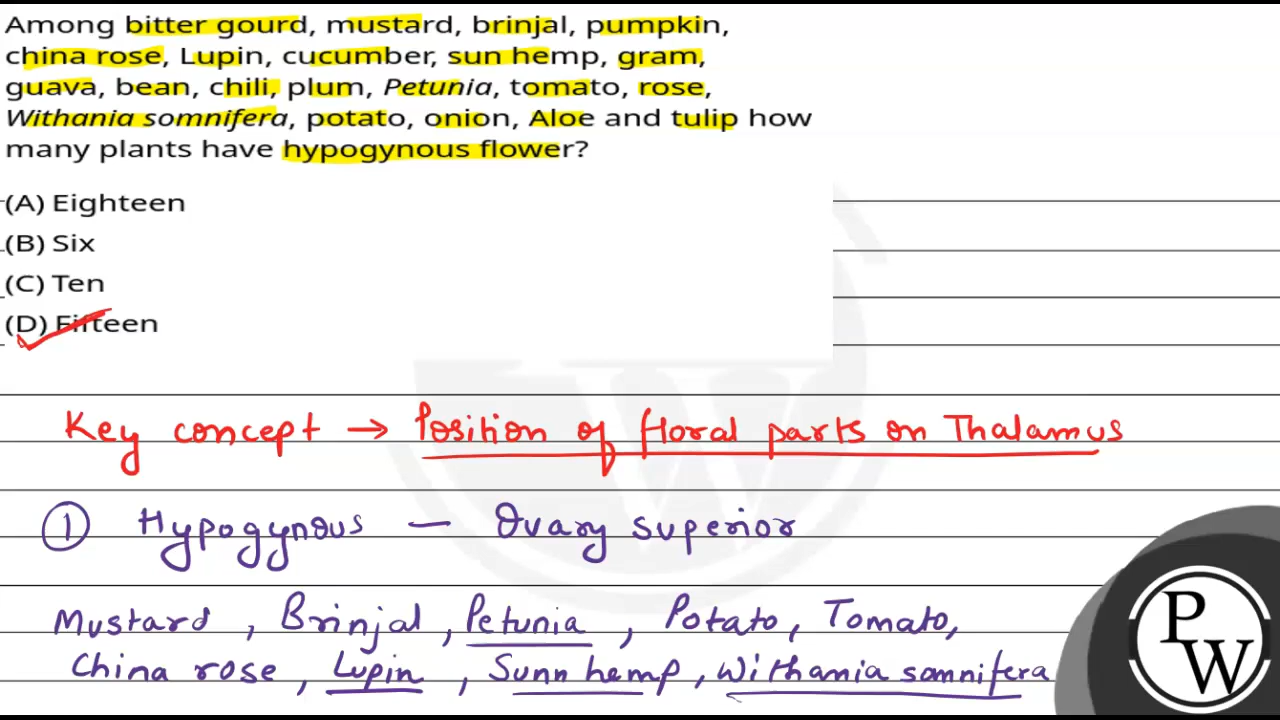 Among bitter gourd, mustard, brinjal, pumpkin,
china rose, Lupin, cucumber, sun hemp, gram,
guava, bean, chili, plum, Petunia, tomato, rose,
Withania somnifera, potato, onion, Aloe and tulip how
many plants have hypogynous flower?
(A) Eighteen
(B) Six
(C) Ten
(D) Fifteen
Key concept → Position of floral parts on Thalamus
① Hypogynous — Ovary superior
Mustard, Brinjal, Petunia, Potato, Tomato,
China rose, Lupin, Sunn hemp, Withania somnifera
PW